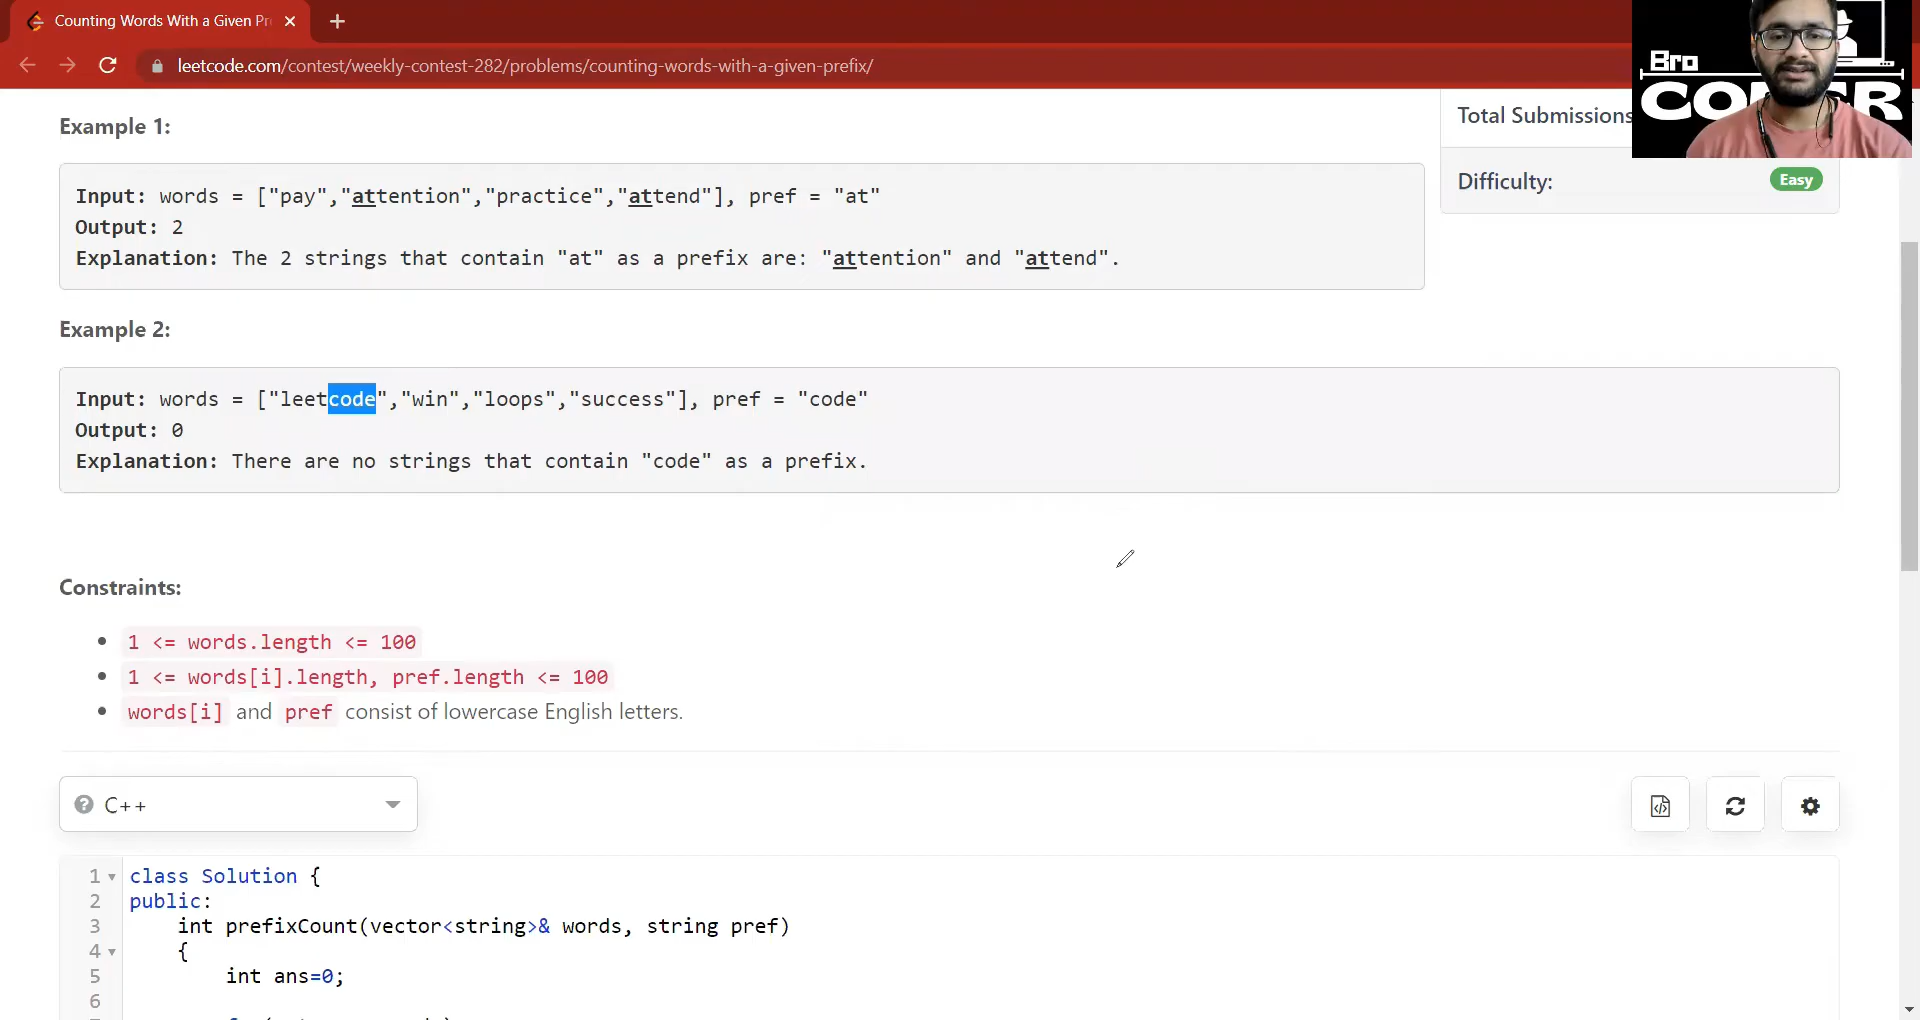 Counting Words With a Given Pr
leetcode.com/contest/weekly-contest-282/problems/counting-words-with-a-given-prefix/
Bro
Example 1:
Total Submissions
Input: words = ["pay","attention","practice","attend"], pref = "at"
Output: 2
Explanation: The 2 strings that contain "at" as a prefix are: "attention" and "attend".
Difficulty:
Easy
Example 2:
Input: words = ["leetcode","win","loops","success"], pref = "code"
Output: 0
Explanation: There are no strings that contain "code" as a prefix.
Constraints:
1 <= words.length <= 100
1 <= words[i].length, pref.length <= 100
words[i] and pref consist of lowercase English letters.
C++
1 class Solution {
2 public:
3 int prefixCount(vector<string>& words, string pref)
4 {
5 int ans=0;
6